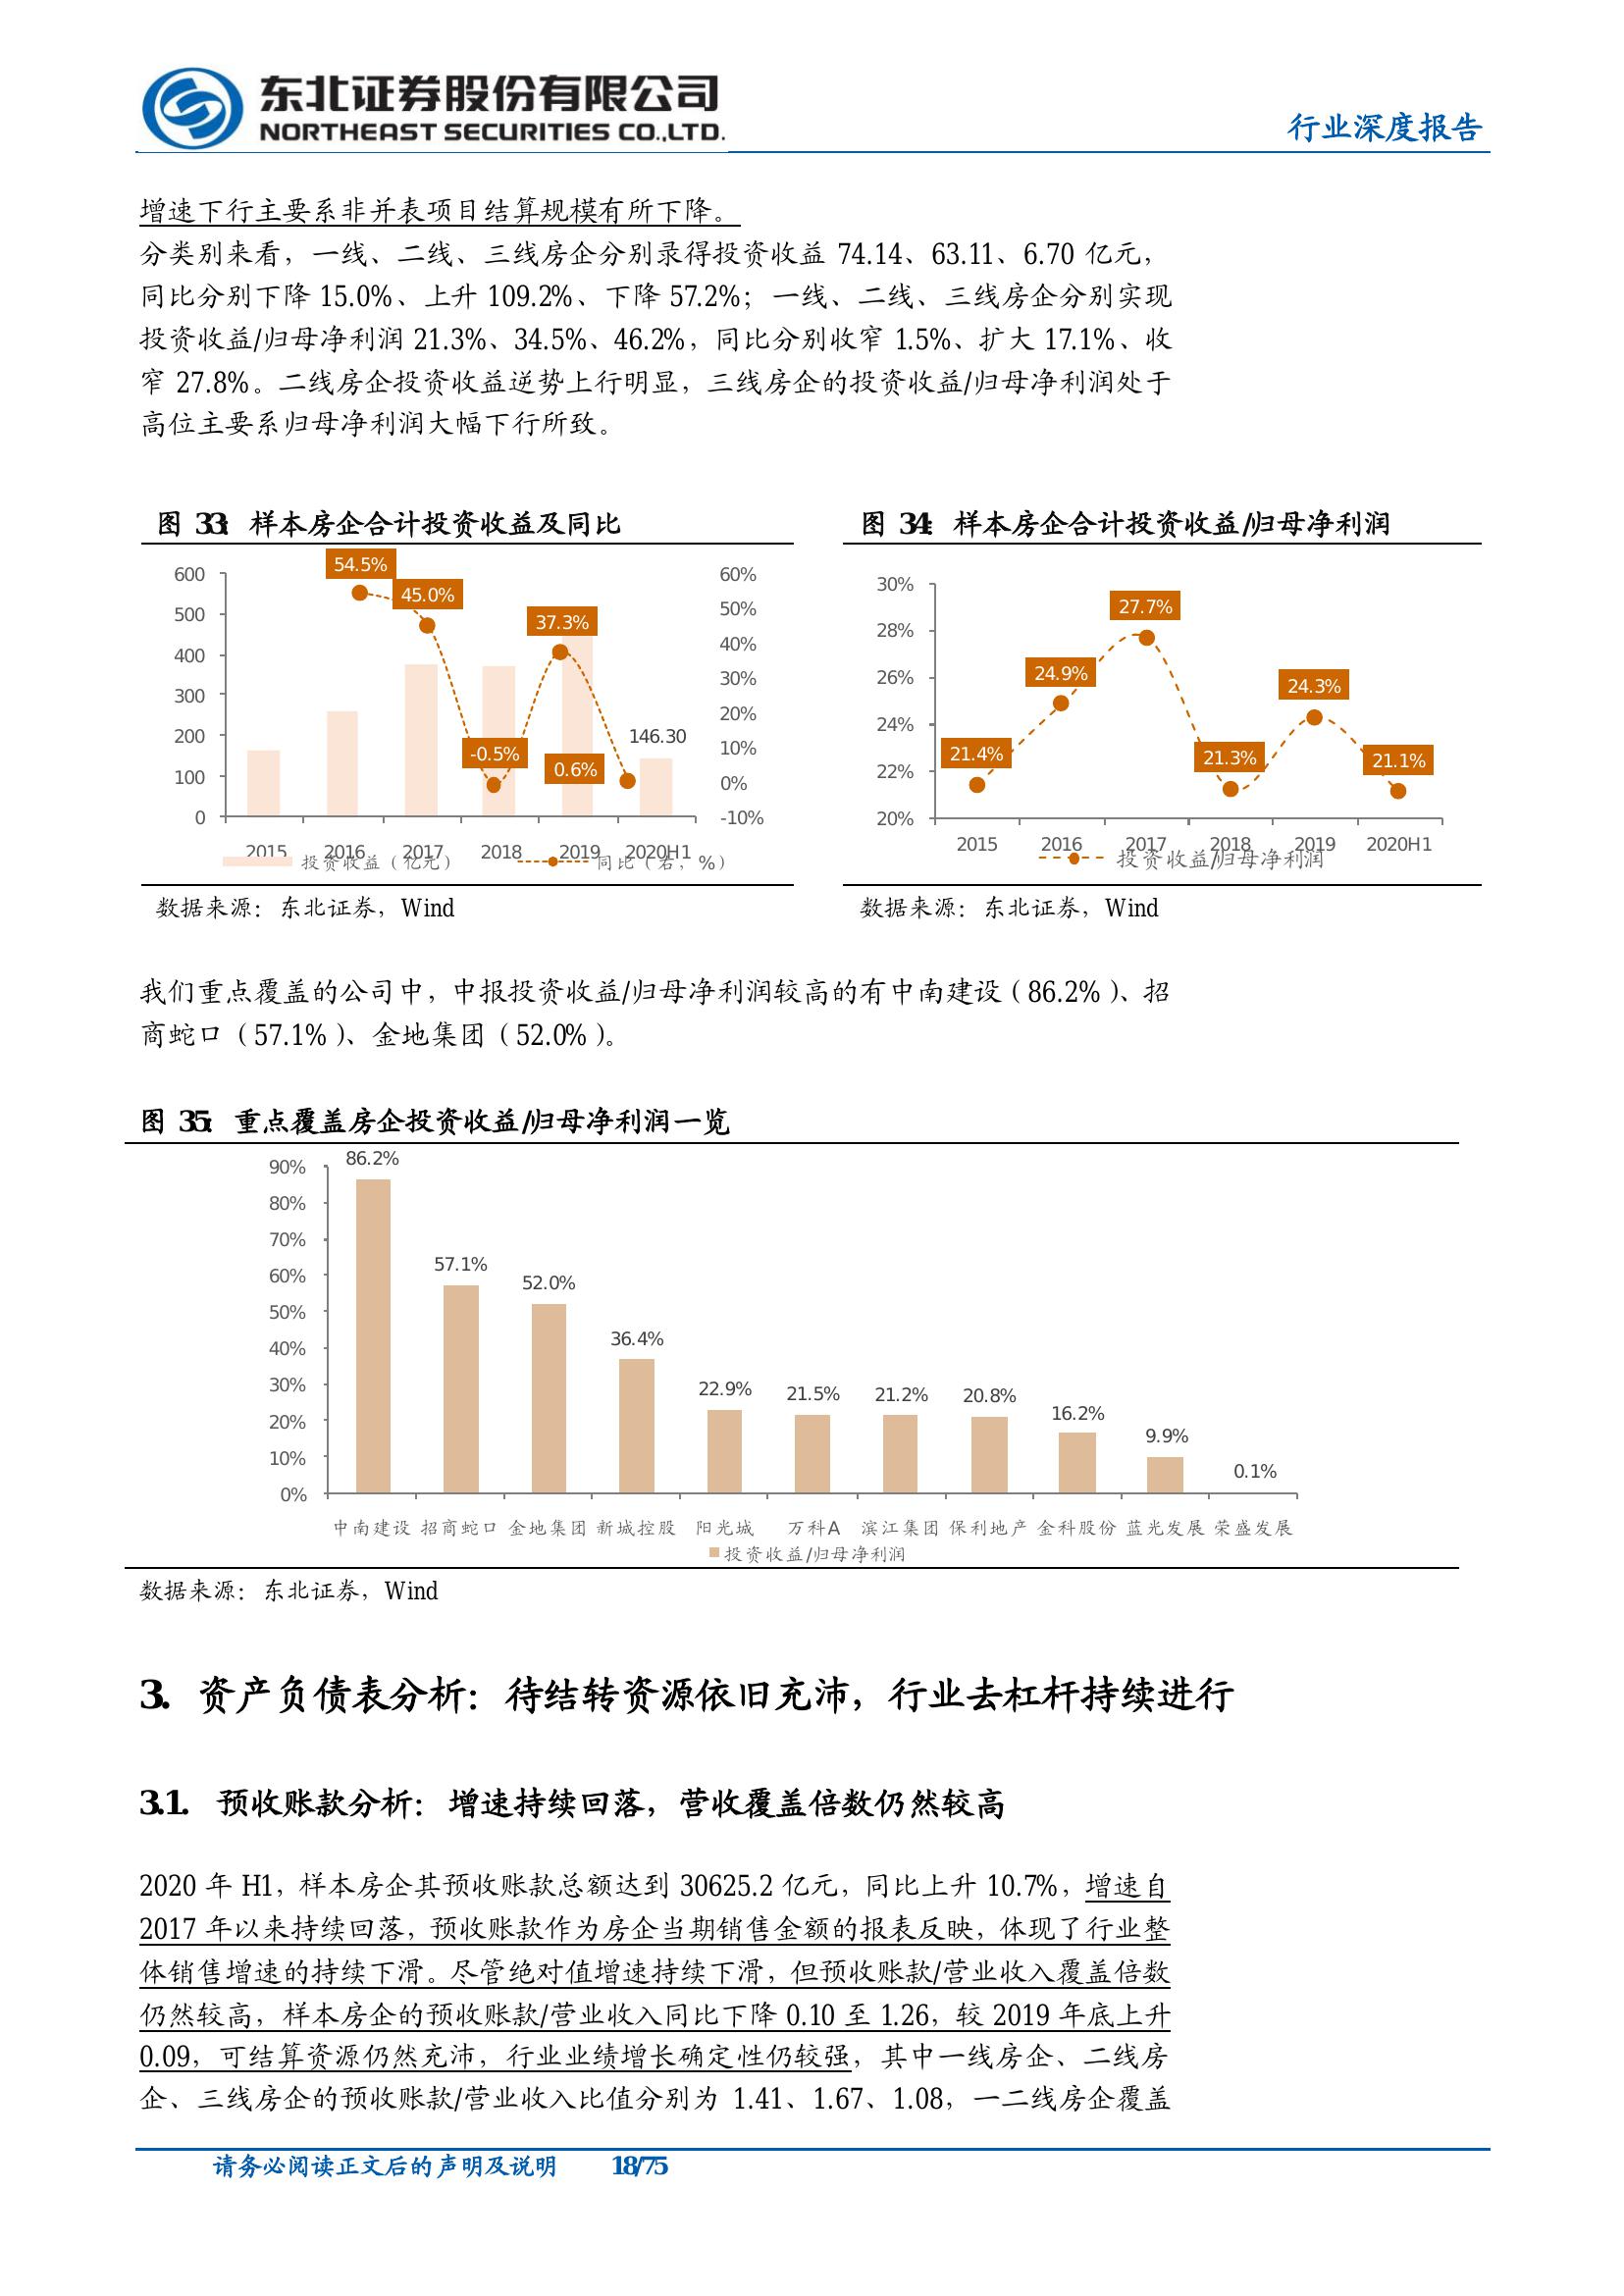 东北证券股份有限公司
NORTHEAST SECURITIES CO.,LTD.
行业深度报告
增速下行主要系非并表项目结算规模有所下降。
分类别来看，一线、二线、三线房企分别录得投资收益 74.14、63.11、6.70 亿元，
同比分别下降 15.0%、上升 109.2%、下降 57.2%；一线、二线、三线房企分别实现
投资收益/归母净利润 21.3%、34.5%、46.2%，同比分别收窄 1.5%、扩大 17.1%、收
窄 27.8%。二线房企投资收益逆势上行明显，三线房企的投资收益/归母净利润处于
高位主要系归母净利润大幅下行所致。
图 33：样本房企合计投资收益及同比
600
500
400
300
200
100
0
54.5%
45.0%
-0.5%
37.3%
0.6%
146.30
60%
50%
40%
30%
20%
10%
0%
-10%
2015 2016 2017 2018 2019 2020H1
投资收益（亿元） 同比（右，%）
数据来源：东北证券，Wind
图 34：样本房企合计投资收益/归母净利润
30%
28%
26%
24%
22%
20%
21.4%
24.9%
27.7%
21.3%
24.3%
21.1%
2015 2016 2017 2018 2019 2020H1
投资收益/归母净利润
数据来源：东北证券，Wind
我们重点覆盖的公司中，中报投资收益/归母净利润较高的有中南建设（86.2%）、招
商蛇口（57.1%）、金地集团（52.0%）。
图 35：重点覆盖房企投资收益/归母净利润一览
90%
80%
70%
60%
50%
40%
30%
20%
10%
0%
86.2%
57.1%
52.0%
36.4%
22.9%
21.5%
21.2%
20.8%
16.2%
9.9%
0.1%
中南建设 招商蛇口 金地集团 新城控股 阳光城 万科A 滨江集团 保利地产 金科股份 蓝光发展 荣盛发展
投资收益/归母净利润
数据来源：东北证券，Wind
3. 资产负债表分析：待结转资源依旧充沛，行业去杠杆持续进行
3.1. 预收账款分析：增速持续回落，营收覆盖倍数仍然较高
2020 年 H1，样本房企其预收账款总额达到 30625.2 亿元，同比上升 10.7%，增速自
2017 年以来持续回落，预收账款作为房企当期销售金额的报表反映，体现了行业整
体销售增速的持续下滑。尽管绝对值增速持续下滑，但预收账款/营业收入覆盖倍数
仍然较高，样本房企的预收账款/营业收入同比下降 0.10 至 1.26，较 2019 年底上升
0.09，可结算资源仍然充沛，行业业绩增长确定性仍较强，其中一线房企、二线房
企、三线房企的预收账款/营业收入比值分别为 1.41、1.67、1.08，一二线房企覆盖
请务必阅读正文后的声明及说明 18/75